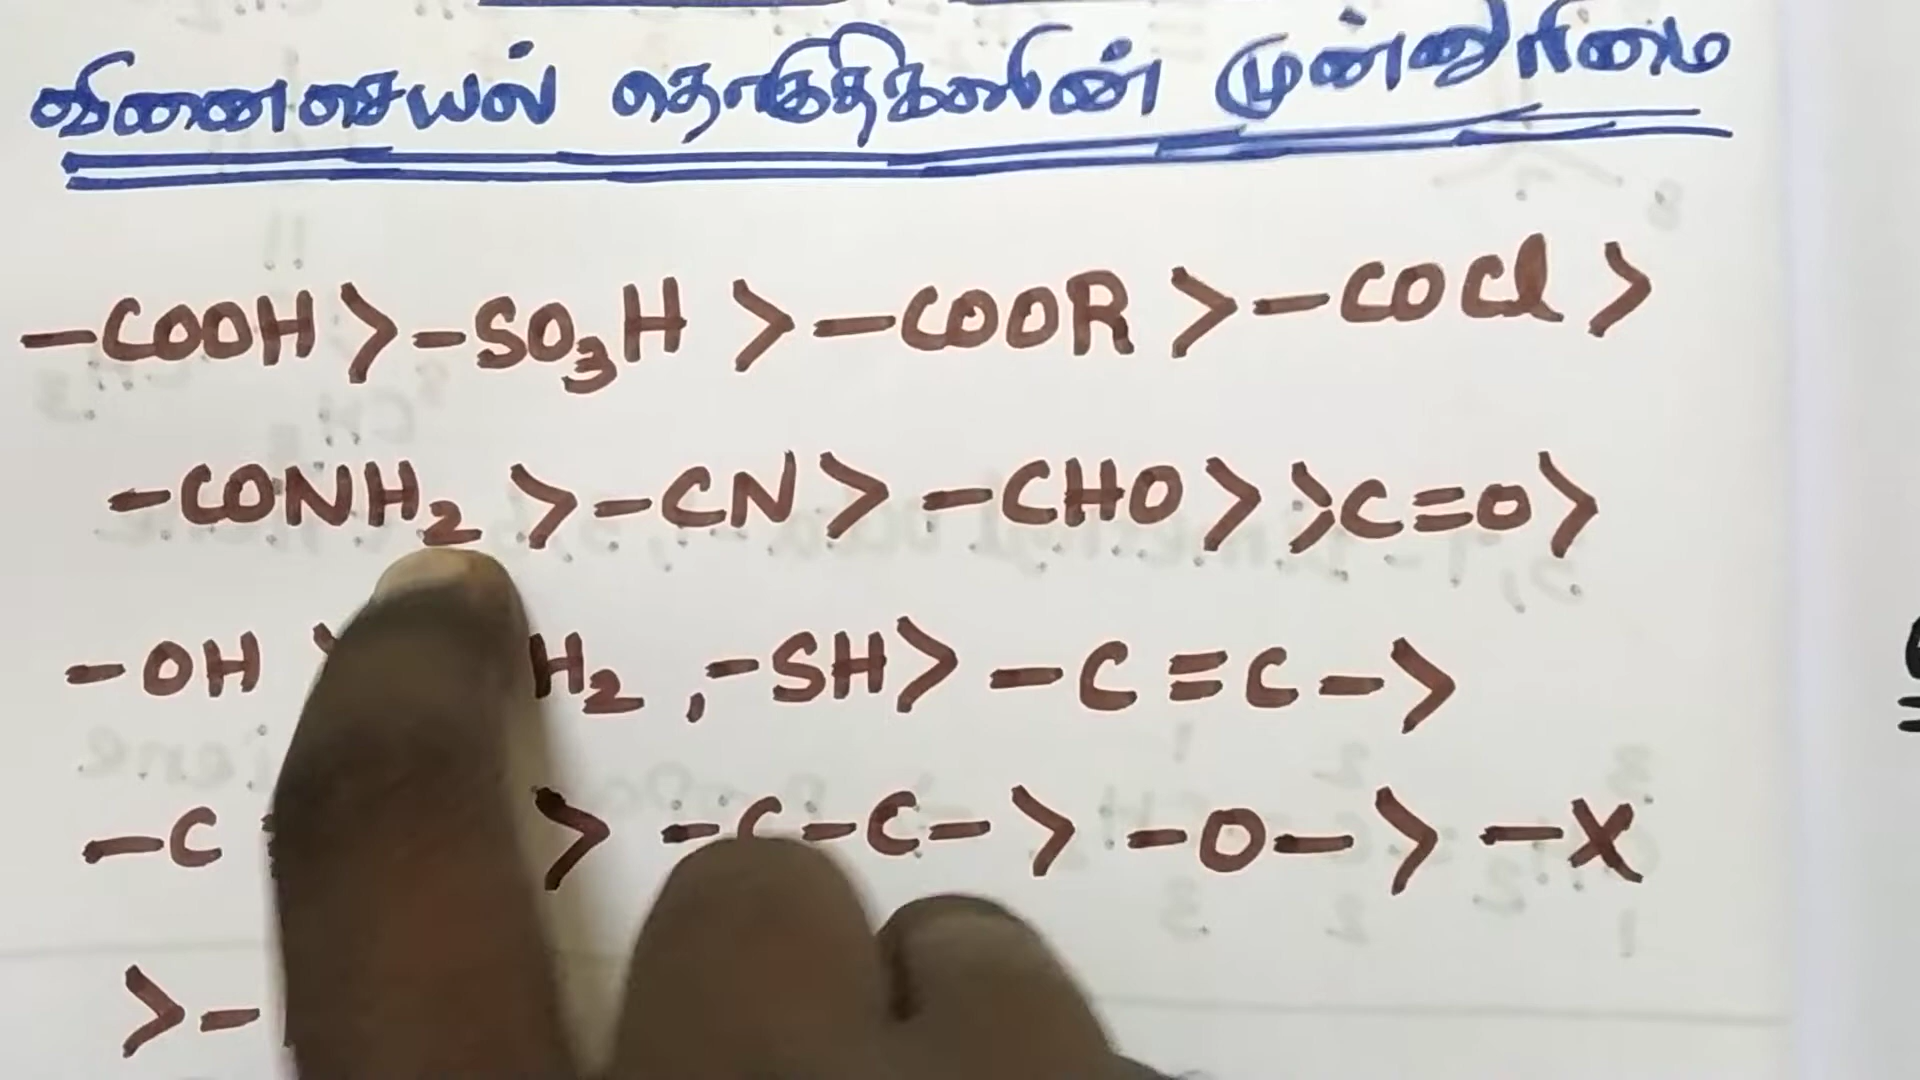 வினைசெயல் தொகுதிகளின் முன்னுரிமை
-COOH > -SO₃H > -COOR > -COCl >
-CONH₂ > -CN > -CHO > >C=O >
-OH H₂ , -SH > -C≡C- >
-C > -C-C- > -O- > -X
> -